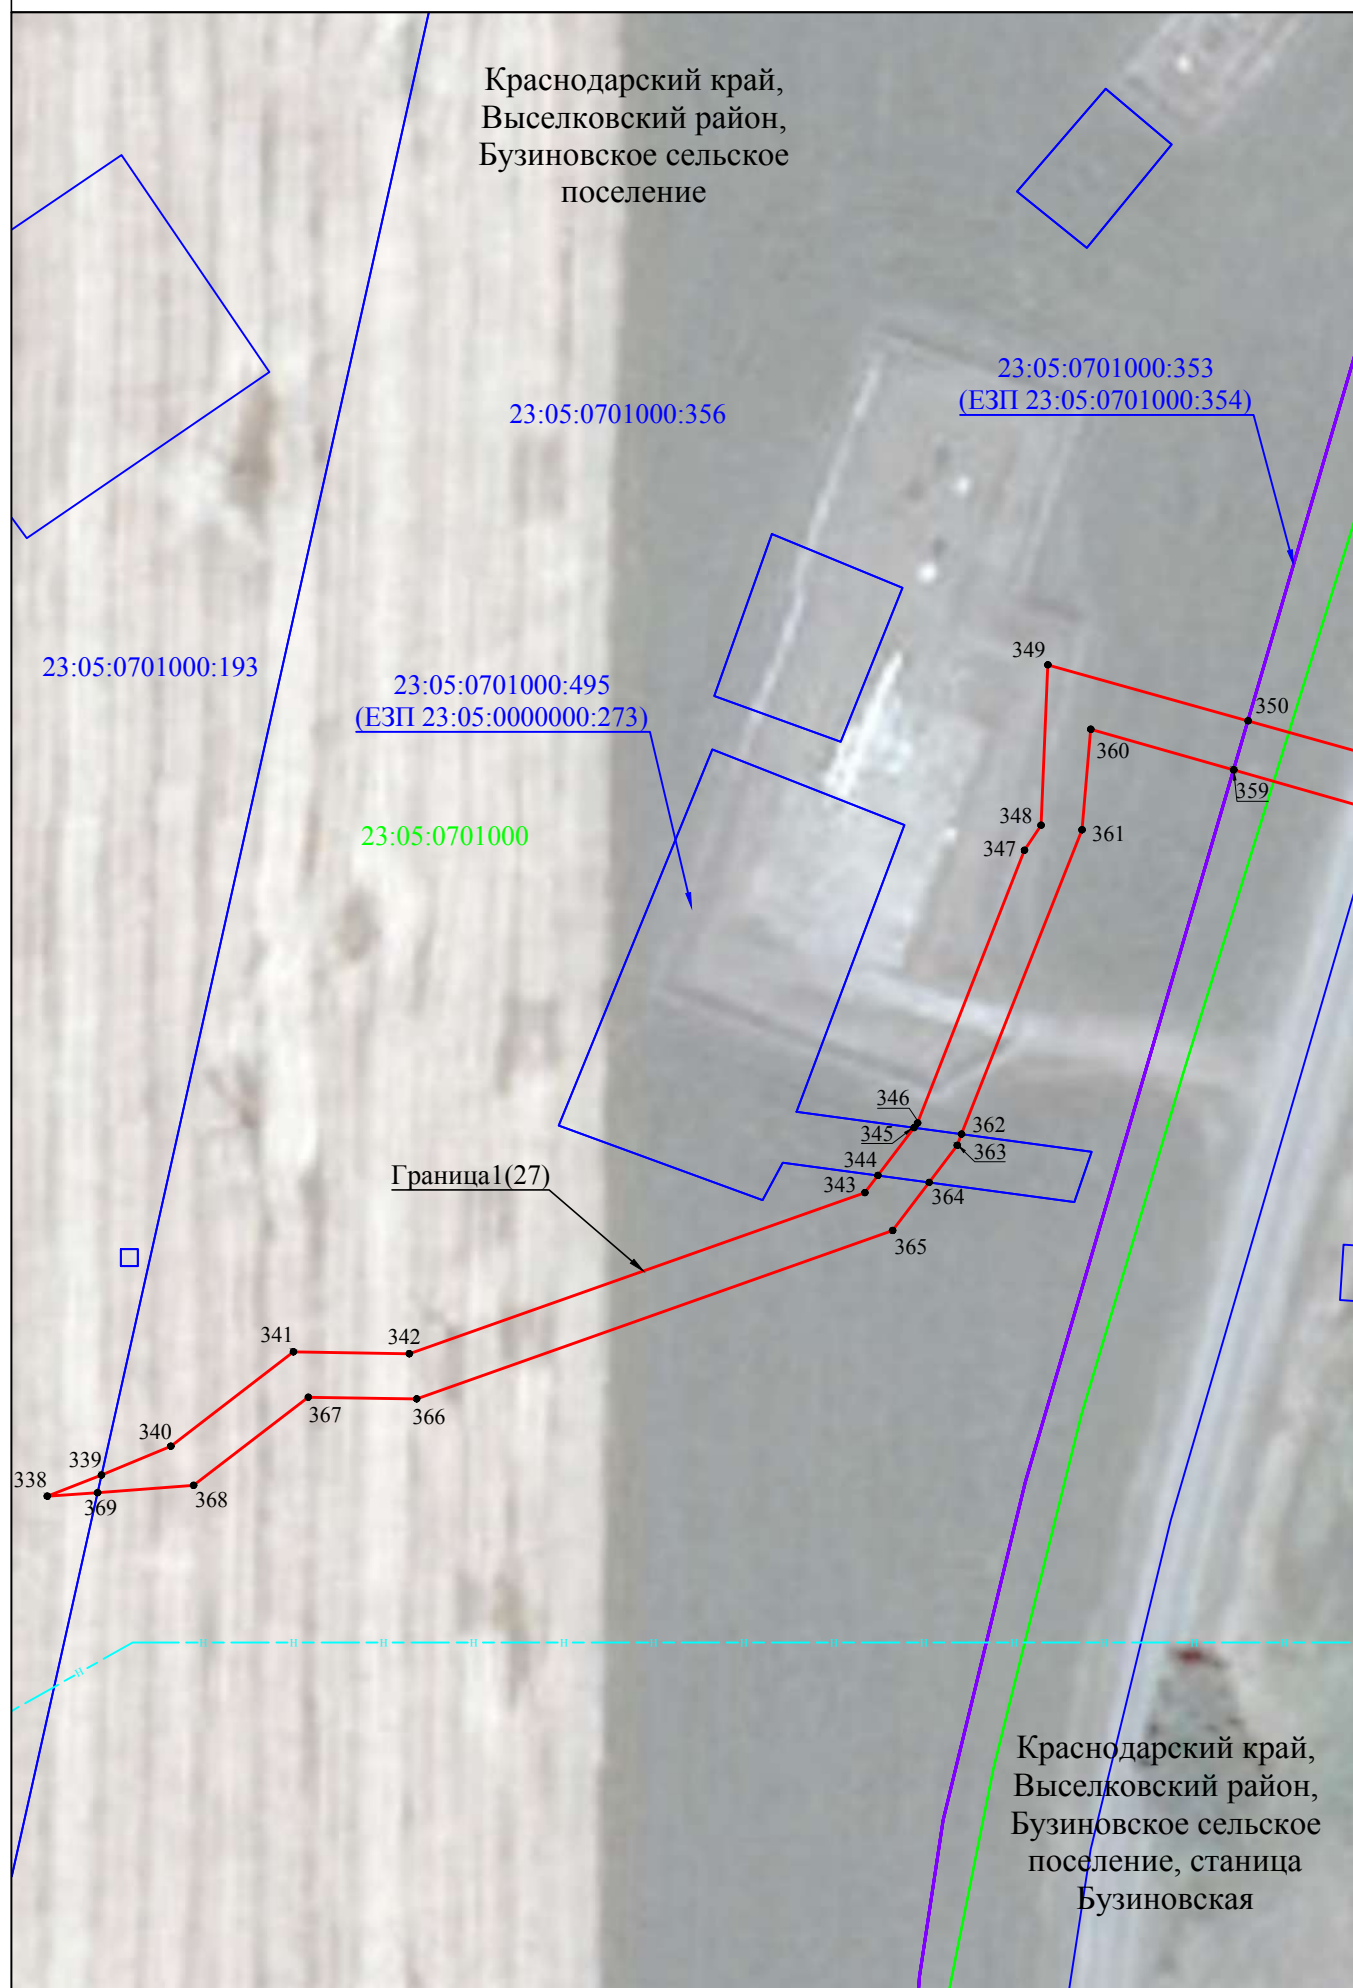 Краснодарский край,
Выселковский район,
Бузиновское сельское
поселение
23:05:0701000:353
(ЕЗП 23:05:0701000:354)
23:05:0701000:356
23:05:0701000:193
23:05:0701000:495
(ЕЗП 23:05:0000000:273)
349
350
360
359
348
361
347
23:05:0701000
346
345
362
363
344
343
364
Граница1(27)
365
341
342
367
366
340
339
338
369
368
Н Н Н Н Н Н Н Н Н Н Н Н Н
Н
Краснодарский край,
Выселковский район,
Бузиновское сельское
поселение, станица
Бузиновская